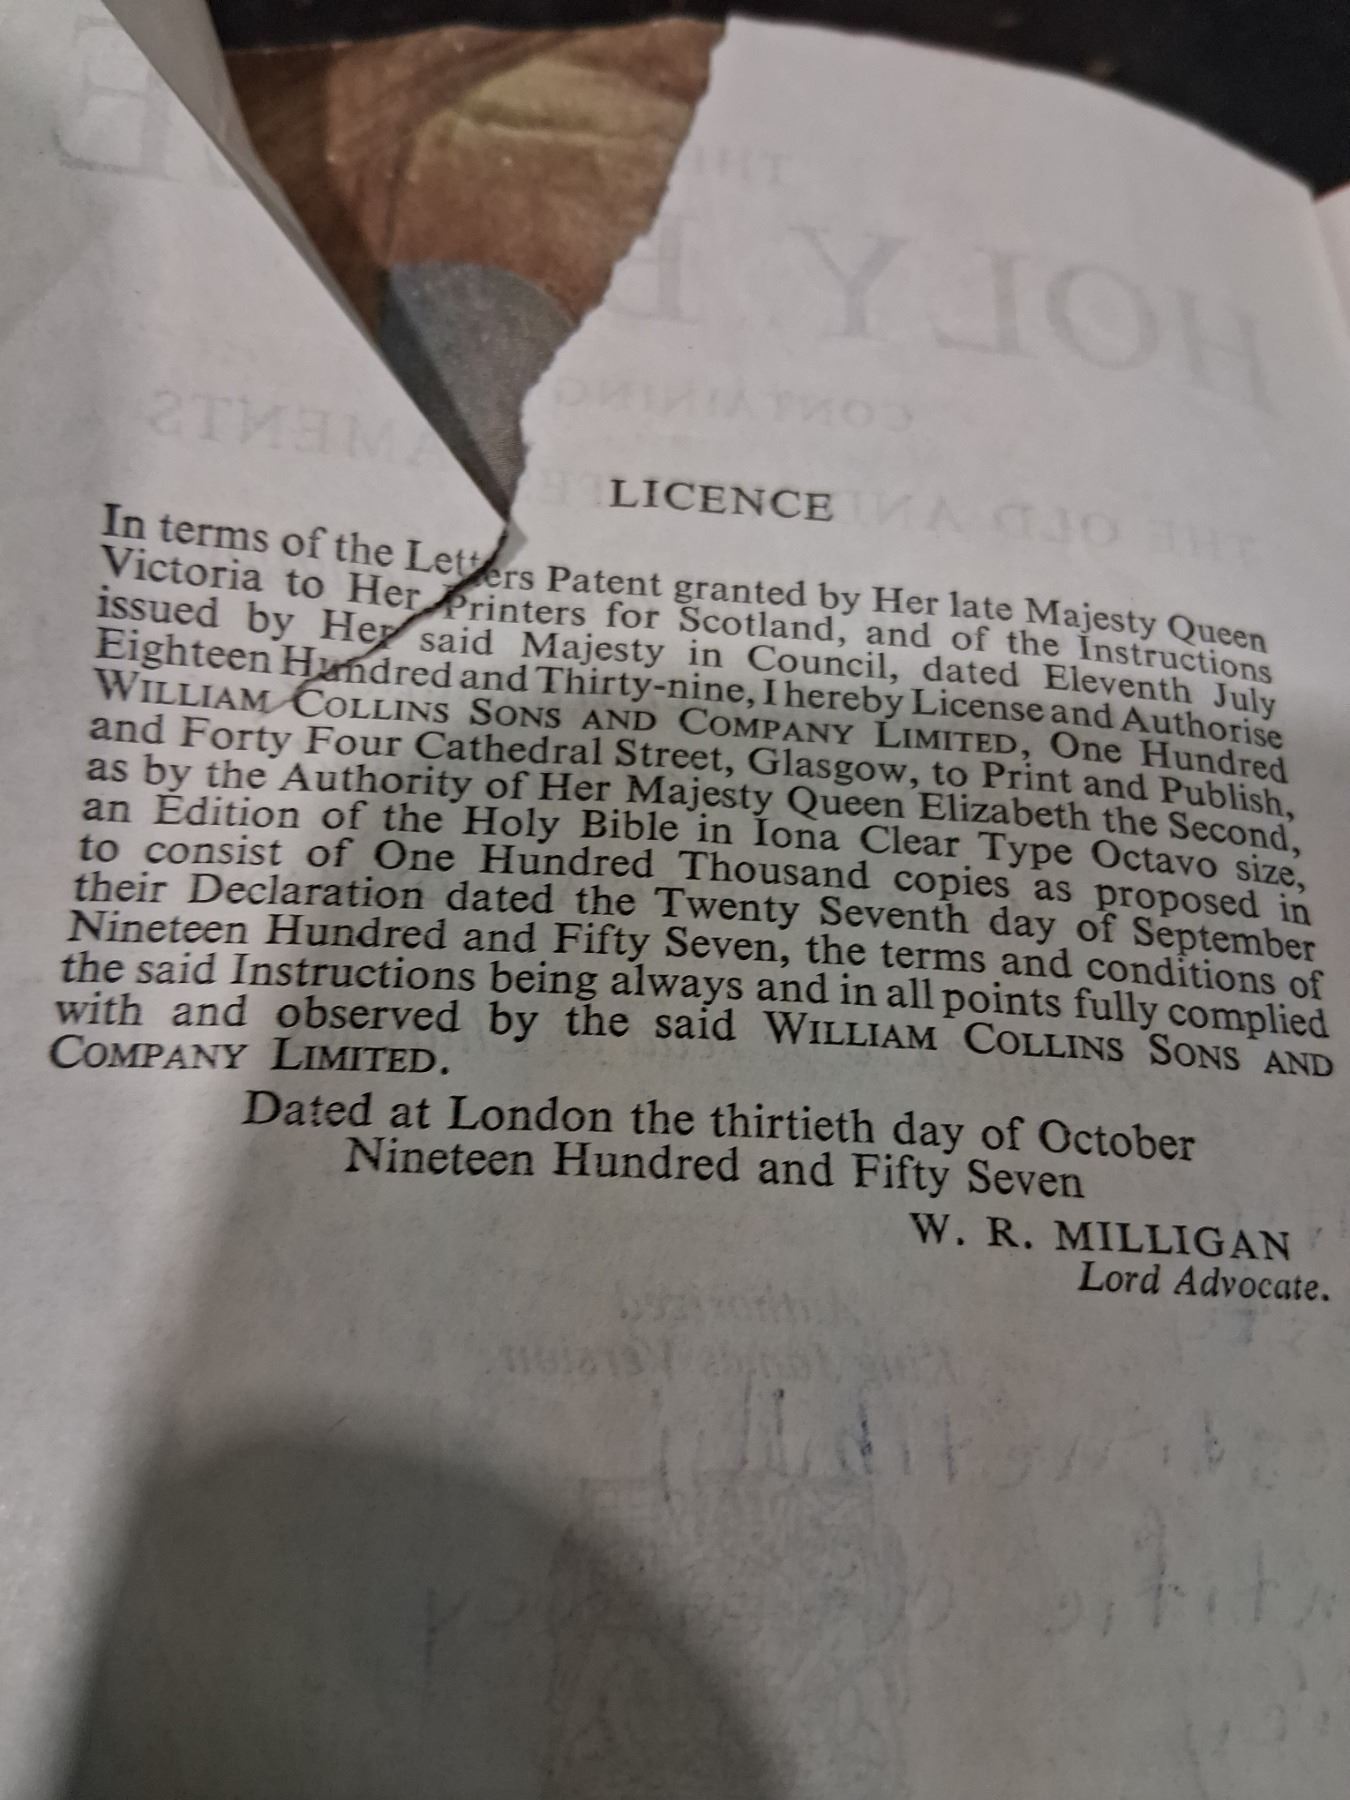 LICENCE
In terms of the Letters Patent granted by Her late Majesty Queen
Victoria to Her Printers for Scotland, and of the Instructions
issued by Her said Majesty in Council, dated Eleventh July
Eighteen Hundred and Thirty-nine, I hereby License and Authorise
WILLIAM COLLINS SONS AND COMPANY LIMITED, One Hundred
and Forty Four Cathedral Street, Glasgow, to Print and Publish,
as by the Authority of Her Majesty Queen Elizabeth the Second,
an Edition of the Holy Bible in Iona Clear Type Octavo size,
to consist of One Hundred Thousand copies as proposed in
their Declaration dated the Twenty Seventh day of September
Nineteen Hundred and Fifty Seven, the terms and conditions of
the said Instructions being always and in all points fully complied
with and observed by the said WILLIAM COLLINS SONS AND
COMPANY LIMITED.
Dated at London the thirtieth day of October
Nineteen Hundred and Fifty Seven
W. R. MILLIGAN
Lord Advocate.